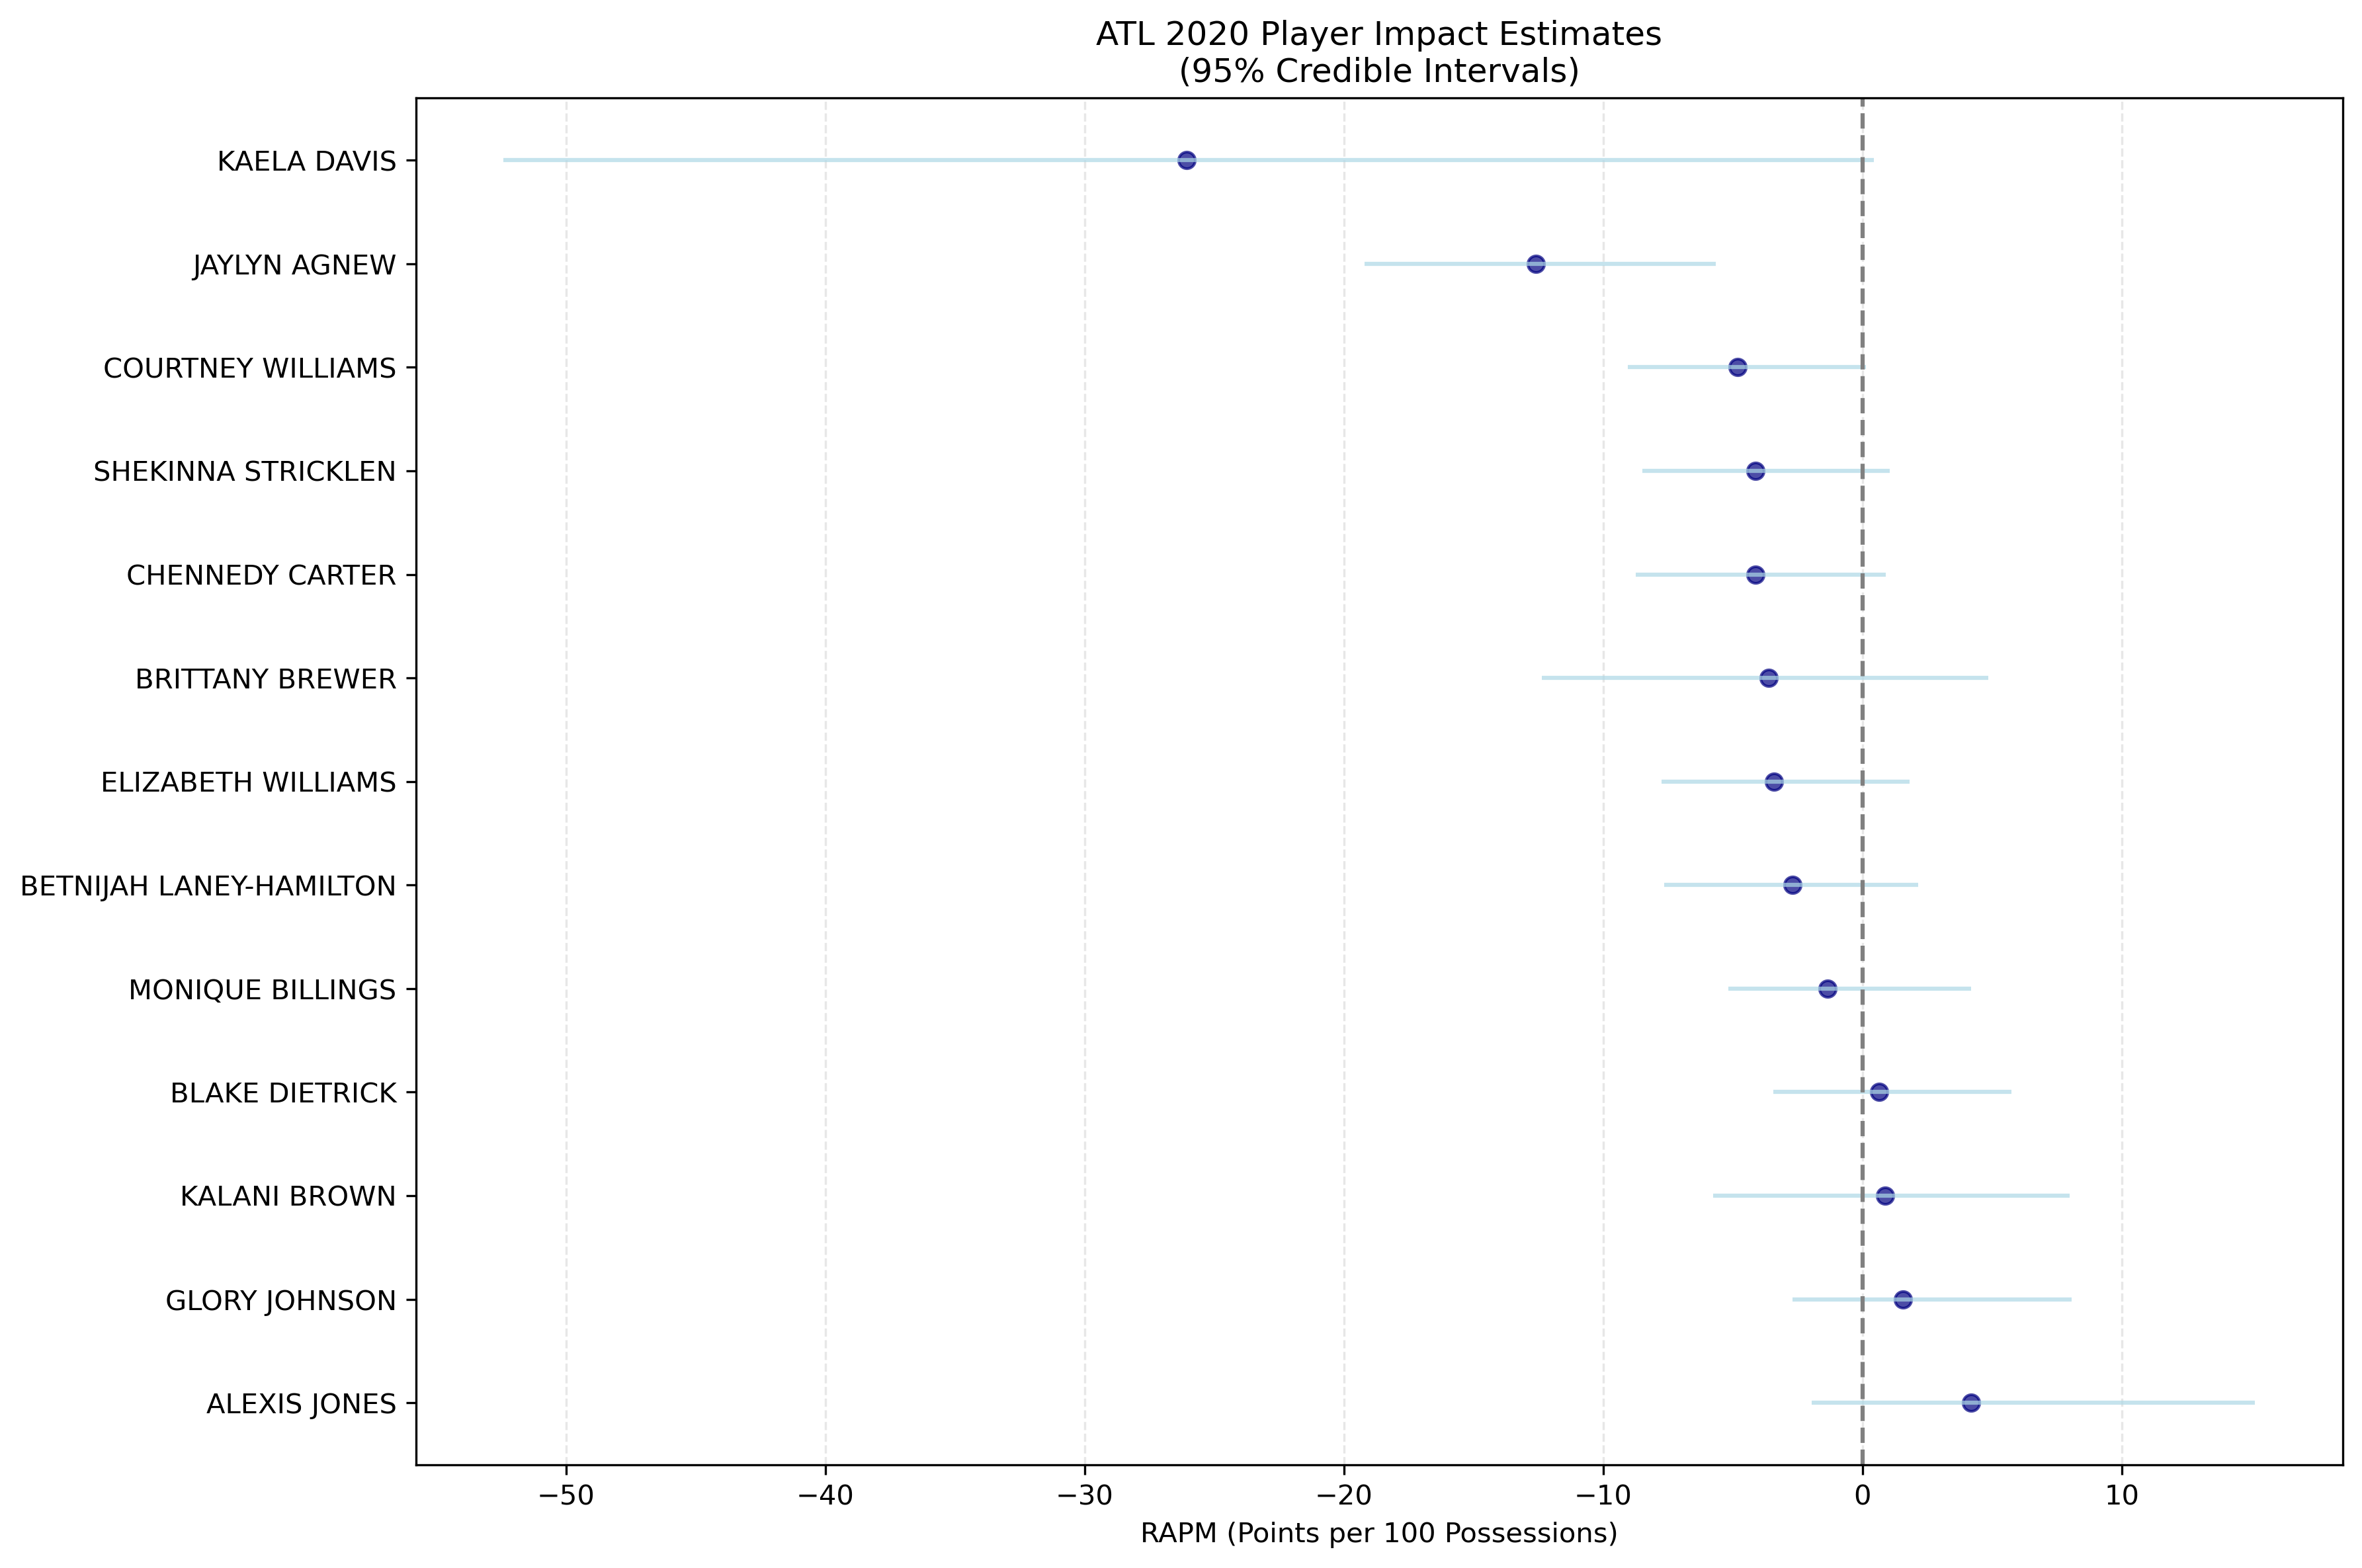 ATL 2020 Player Impact Estimates
(95% Credible Intervals)
KAELA DAVIS
JAYLYN AGNEW
COURTNEY WILLIAMS
SHEKINNA STRICKLEN
CHENNEDY CARTER
BRITTANY BREWER
ELIZABETH WILLIAMS
BETNIJAH LANEY-HAMILTON
MONIQUE BILLINGS
BLAKE DIETRICK
KALANI BROWN
GLORY JOHNSON
ALEXIS JONES
−50 −40 −30 −20 −10 0 10
RAPM (Points per 100 Possessions)